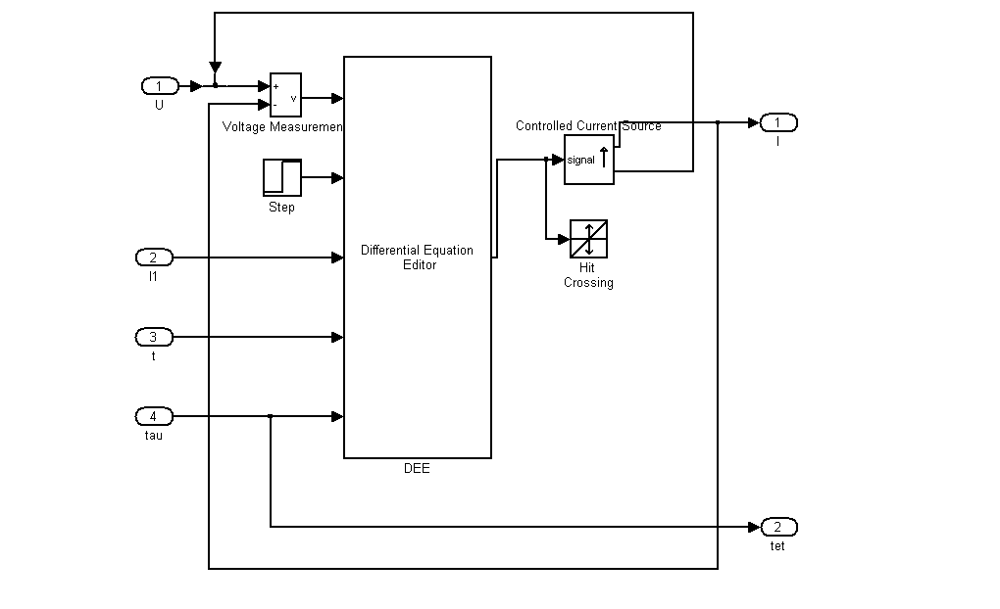 1
U
+
-
v
Voltage Measuremen
Step
2
I1
3
t
4
tau
Differential Equation
Editor
DEE
Controlled Current Source
signal
Hit
Crossing
1
I
2
tet